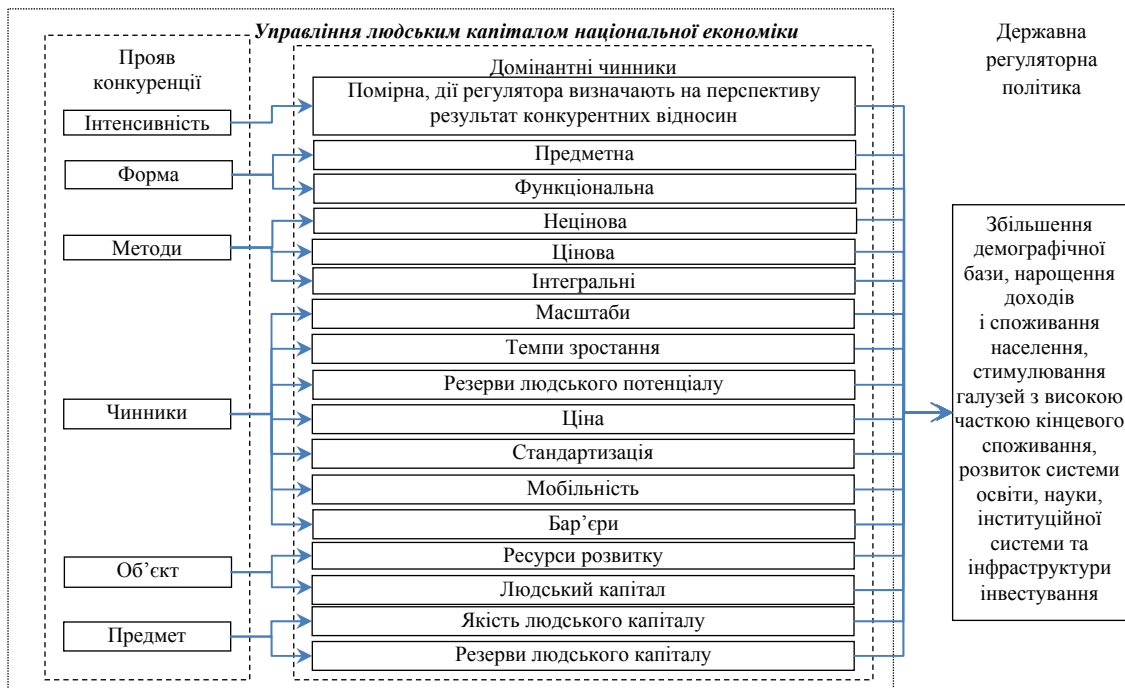 Управління людським капіталом національної економіки
Прояв
конкуренції
Інтенсивність
Форма
Методи
Чинники
Об’єкт
Предмет
Домінантні чинники
Помірна, дії регулятора визначають на перспективу
результат конкурентних відносин
Предметна
Функціональна
Нецінова
Цінова
Інтегральні
Масштаби
Темпи зростання
Резерви людського потенціалу
Ціна
Стандартизація
Мобільність
Бар’єри
Ресурси розвитку
Людський капітал
Якість людського капіталу
Резерви людського капіталу
Державна
регуляторна
політика
Збільшення
демографічної
бази, нарощення
доходів
і споживання
населення,
стимулювання
галузей з високою
часткою кінцевого
споживання,
розвиток системи
освіти, науки,
інституційної
системи та
інфраструктури
інвестування